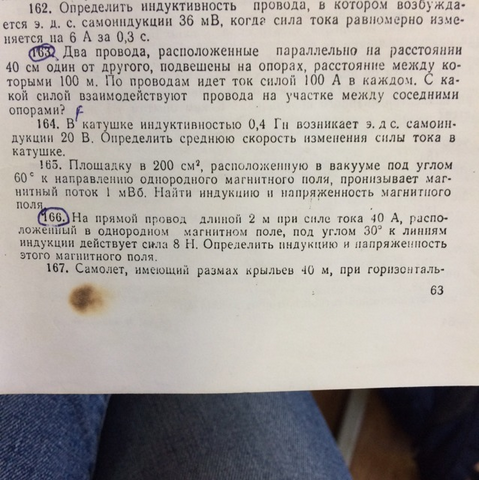 162. Определить индуктивность провода, в котором возбужда-
ется э. д. с. самоиндукции 36 мВ, когда сила тока равномерно изме-
няется на 6 А за 0,3 с.
163. Два провода, расположенные параллельно на расстоянии
40 см один от другого, подвешены на опорах, расстояние между ко-
торыми 100 м. По проводам идет ток силой 100 А в каждом. С ка-
кой силой взаимодействуют провода на участке между соседними
опорами? F
164. В катушке индуктивностью 0,4 Гн возникает э. д с. самоин-
дукции 20 В. Определить среднюю скорость изменения силы тока в
катушке.
165. Площадку в 200 см², расположенную в вакууме под углом
60° к направлению однородного магнитного поля, пронизывает маг-
нитный поток 1 мВб. Найти индукцию и напряженность магнитного
поля.
166. На прямой провод длиной 2 м при силе тока 40 А, распо-
ложенный в однородном магнитном поле, под углом 30° к линиям
индукции действует сила 8 Н. Определить индукцию и напряженность
этого магнитного поля.
167. Самолет, имеющий размах крыльев 40 м, при горизонталь-
63